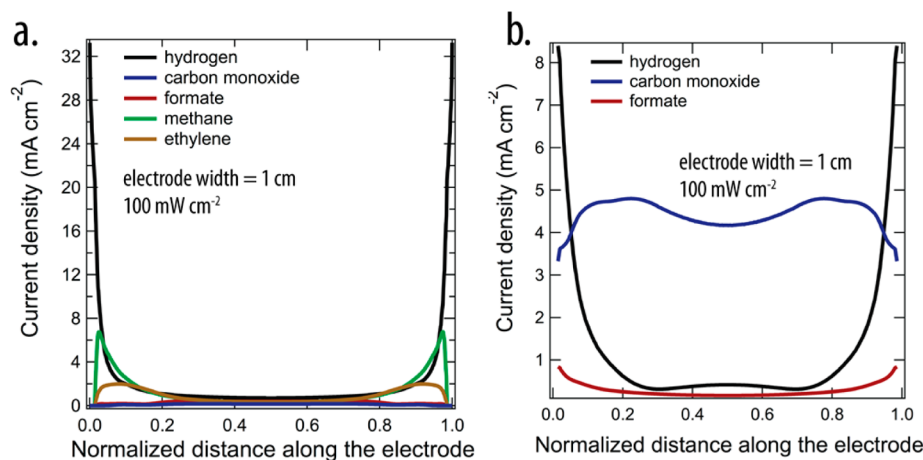 a.
32
28
24
20
16
12
8
4
0
Current density (mA cm-2)
hydrogen
carbon monoxide
formate
methane
ethylene
electrode width = 1 cm
100 mW cm-2
0.0 0.2 0.4 0.6 0.8 1.0
Normalized distance along the electrode
b.
8
7
6
5
4
3
2
1
Current density (mA cm-2)
hydrogen
carbon monoxide
formate
electrode width = 1 cm
100 mW cm-2
0.0 0.2 0.4 0.6 0.8 1.0
Normalized distance along the electrode